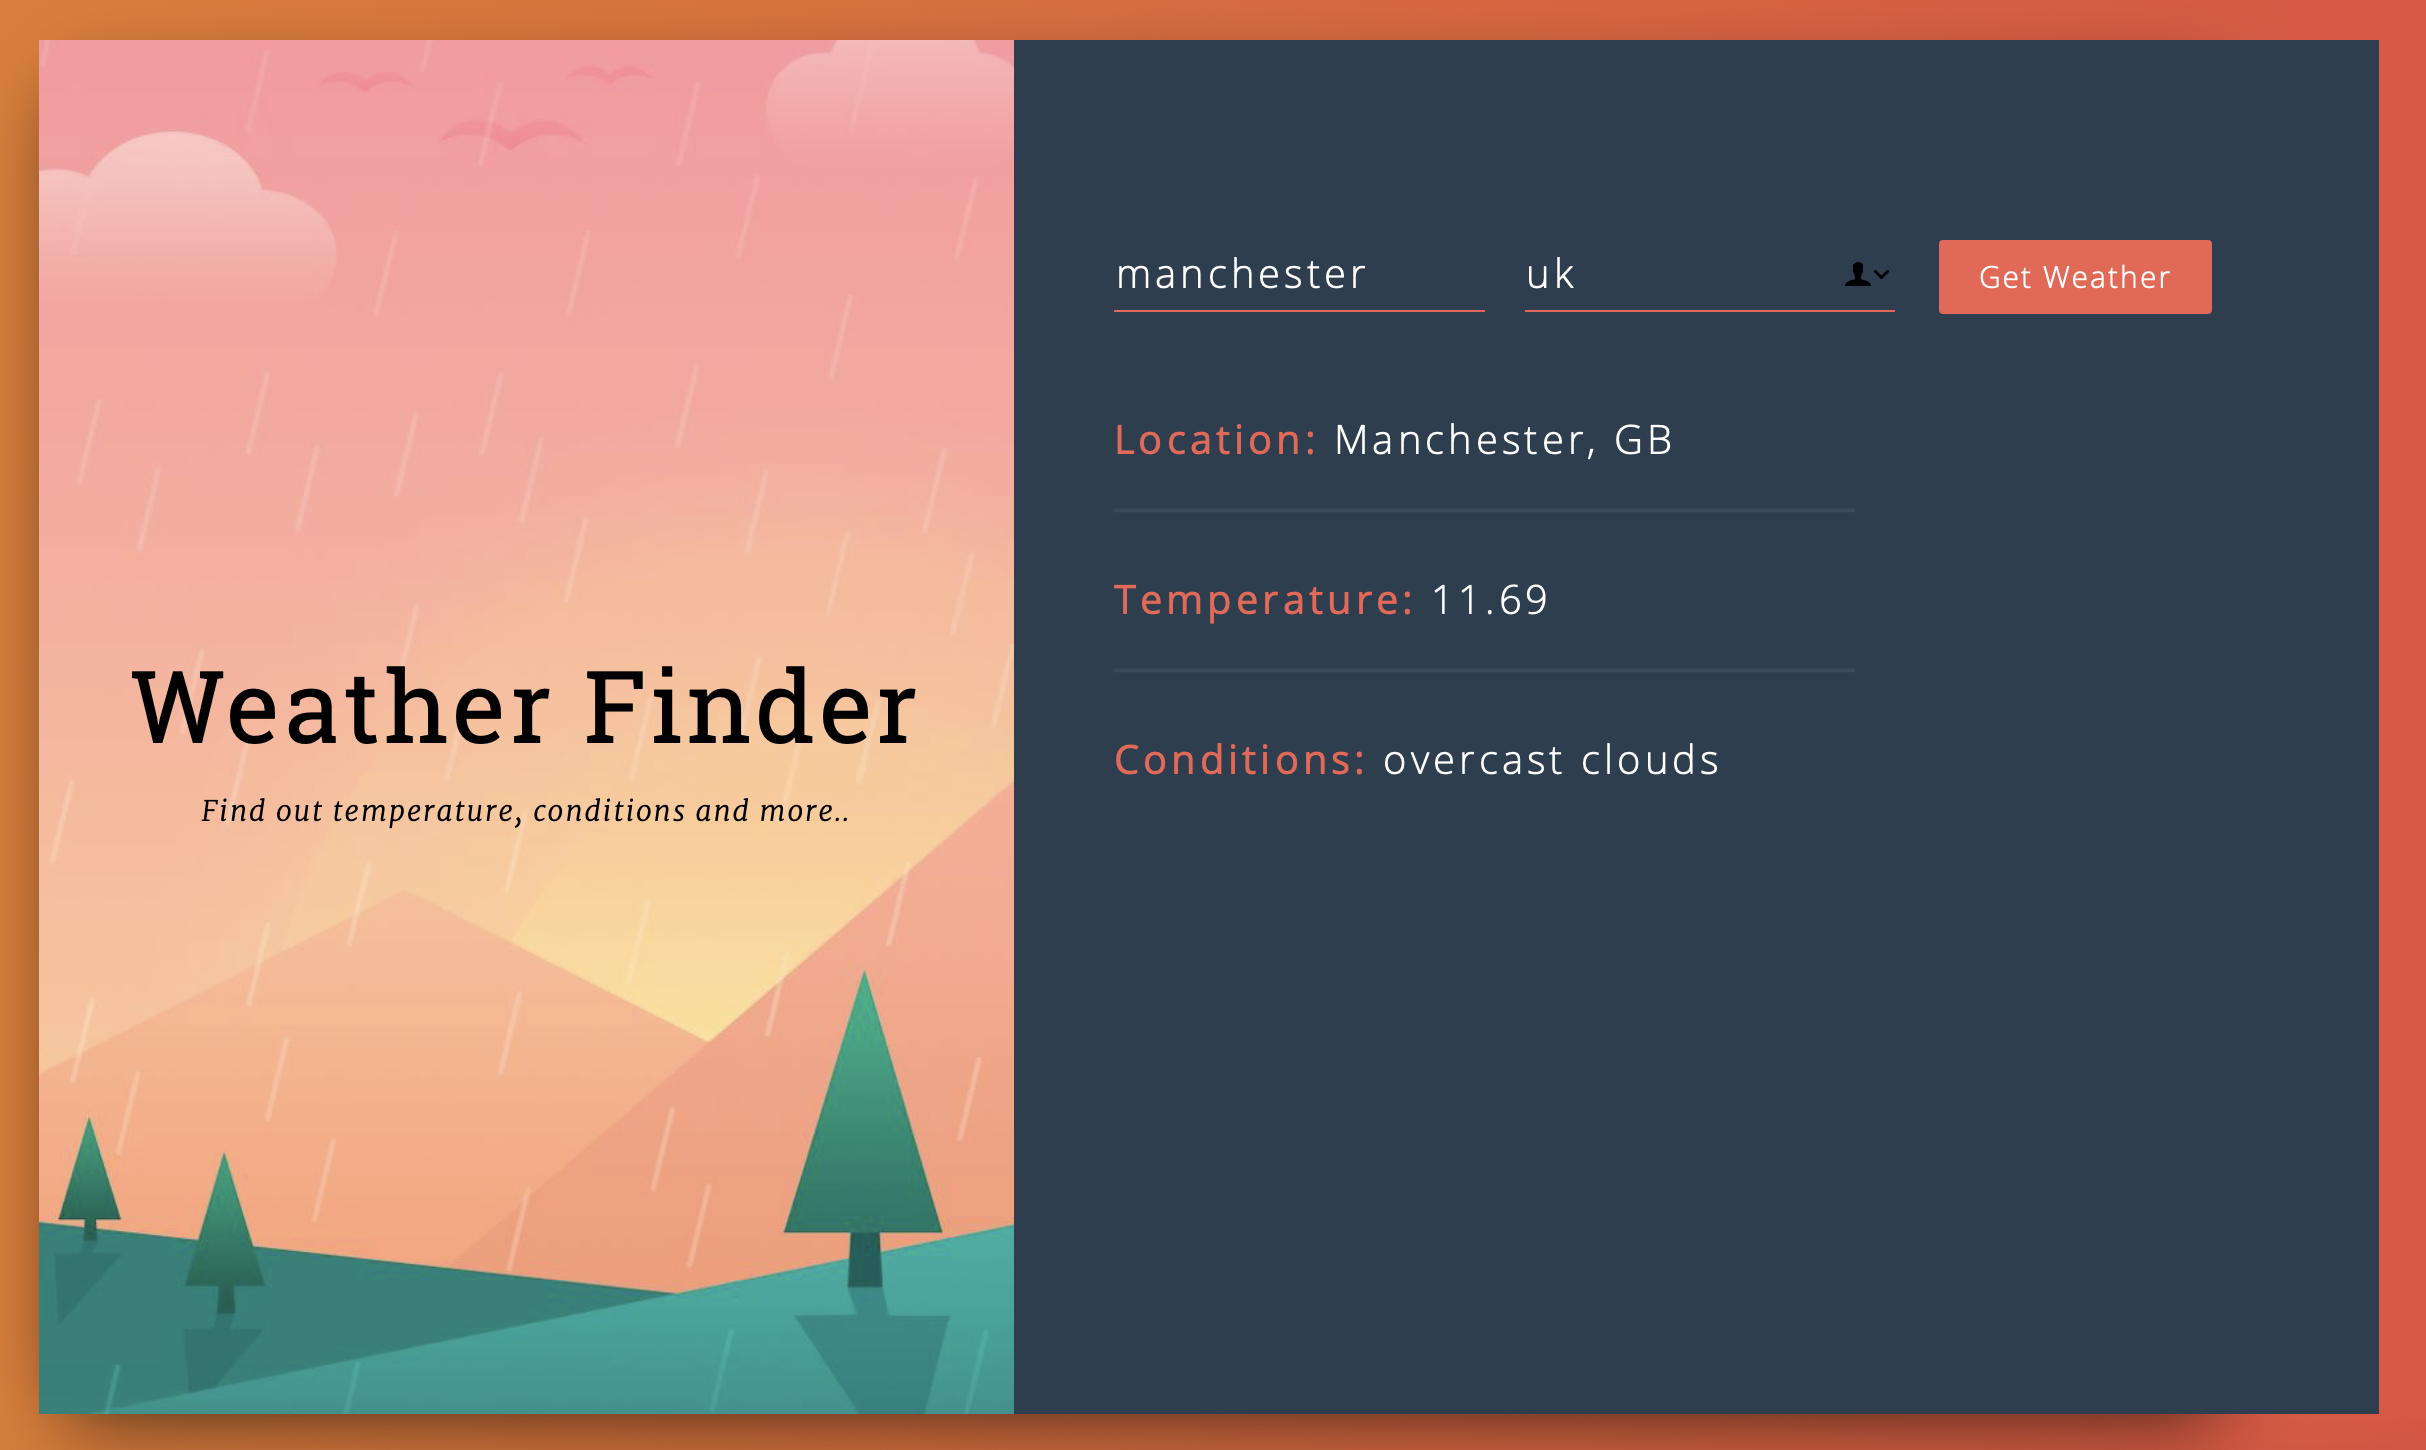 Weather Finder
Find out temperature, conditions and more..
manchester
uk
Get Weather
Location: Manchester, GB
Temperature: 11.69
Conditions: overcast clouds